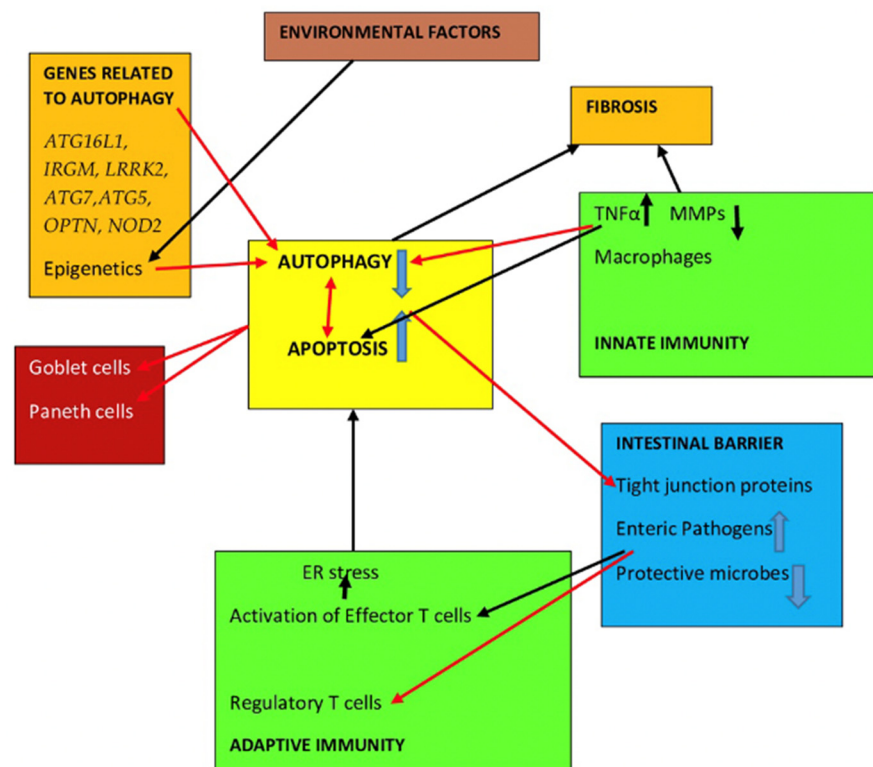 ENVIRONMENTAL FACTORS
GENES RELATED
TO AUTOPHAGY
ATG16L1,
IRGM, LRRK2,
ATG7,ATG5,
OPTN, NOD2
Epigenetics
FIBROSIS
TNFα MMPs
Macrophages
INNATE IMMUNITY
AUTOPHAGY
APOPTOSIS
Goblet cells
Paneth cells
INTESTINAL BARRIER
Tight junction proteins
Enteric Pathogens
Protective microbes
ER stress
Activation of Effector T cells
Regulatory T cells
ADAPTIVE IMMUNITY